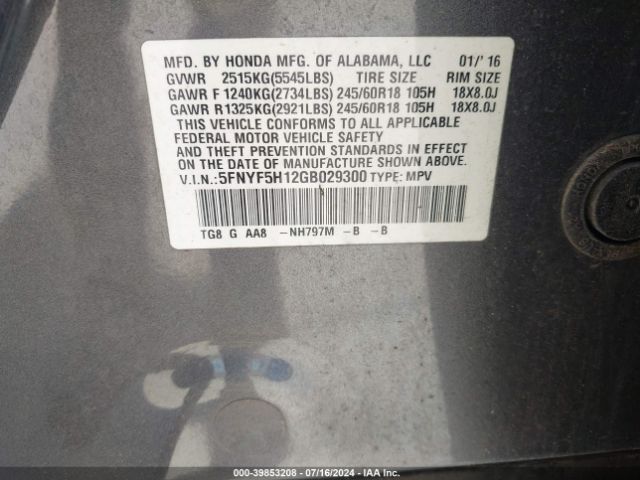 MFD. BY HONDA MFG. OF ALABAMA, LLC 01/'16
GVWR 2515KG(5545LBS) TIRE SIZE RIM SIZE
GAWR F 1240KG(2734LBS) 245/60R18 105H 18X8.0J
GAWR R1325KG(2921LBS) 245/60R18 105H 18X8.0J
THIS VEHICLE CONFORMS TO ALL APPLICABLE
FEDERAL MOTOR VEHICLE SAFETY
AND THEFT PREVENTION STANDARDS IN EFFECT
ON THE DATE OF MANUFACTURE SHOWN ABOVE.
V.I.N.:5FNYF5H12GB029300 TYPE: MPV
TG8 G AA8 -NH797M -B -B
000-39853208 - 07/16/2024 - IAA Inc.